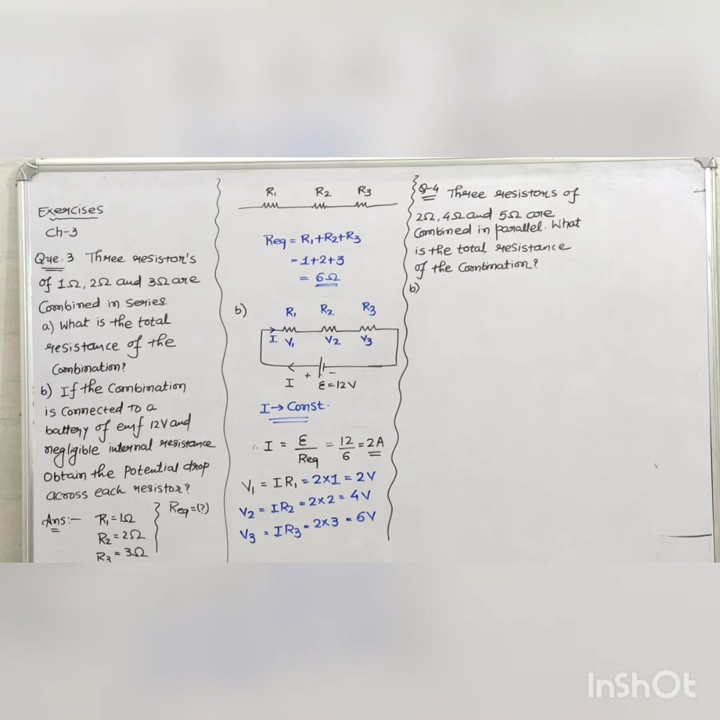 Exercises
Ch-3
Que. 3 Three resistor's
of 1Ω, 2Ω and 3Ω are
Combined in series.
a) What is the total
resistance of the
Combination?
b) If the Combination
is Connected to a
battery of emf 12V and
negligible internal resistance
Obtain the Potential drop
across each resistor?
Ans:- R₁=1Ω
R₂=2Ω
R₃=3Ω
Req=(?)
R₁ R₂ R₃
Req = R₁+R₂+R₃
= 1+2+3
= 6Ω
b)
R₁ R₂ R₃
I V₁ V₂ V₃
I + -
ε=12V
I → Const.
∴ I = ε/Req = 12/6 = 2A
V₁ = IR₁ = 2×1 = 2V
V₂ = IR₂ = 2×2 = 4V
V₃ = IR₃ = 2×3 = 6V
Q-4 Three resistors of
2Ω, 4Ω and 5Ω are
Combined in parallel. What
is the total resistance
of the Combnation?
b)
InShOt